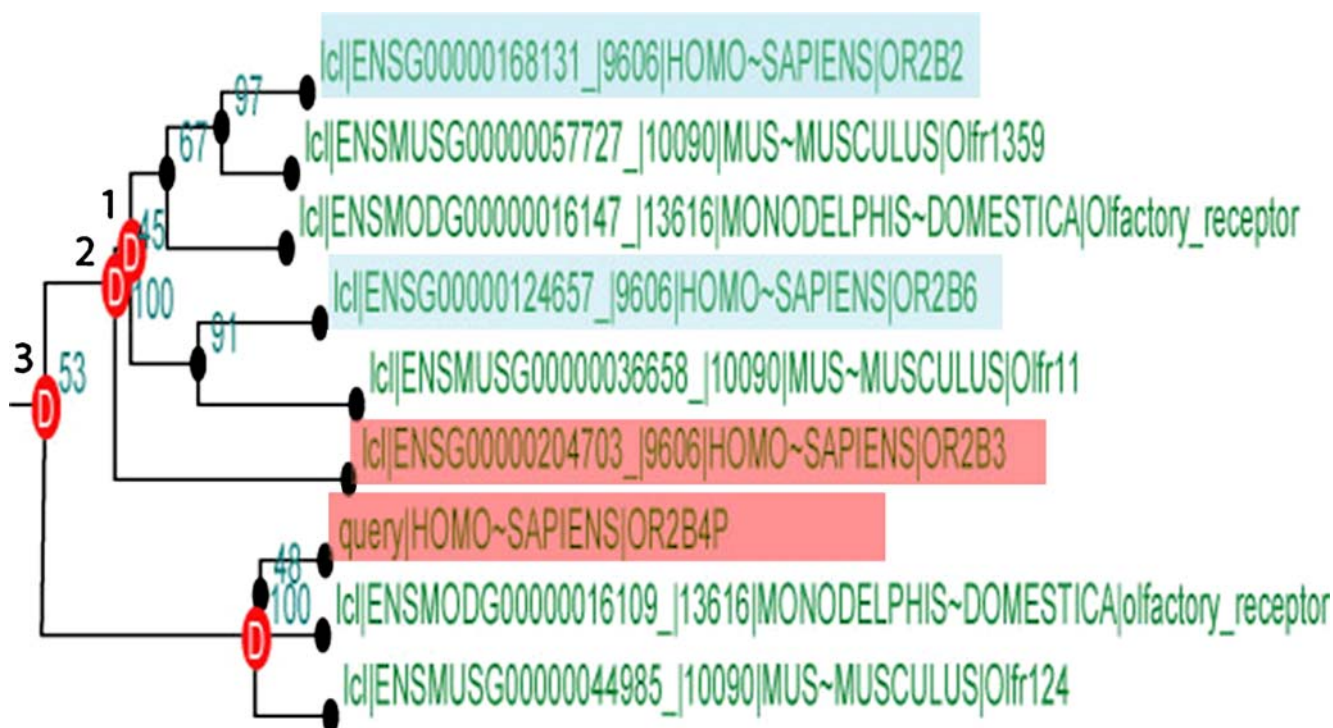 lcl|ENSG00000168131_|9606|HOMO~SAPIENS|OR2B2
97
lcl|ENSMUSG00000057727_|10090|MUS~MUSCULUS|Olfr1359
67
lcl|ENSMODG00000016147_|13616|MONODELPHIS~DOMESTICA|Olfactory_receptor
1
D
45
2
D
100
lcl|ENSG00000124657_|9606|HOMO~SAPIENS|OR2B6
91
3
53
D
lcl|ENSMUSG00000036658_|10090|MUS~MUSCULUS|Olfr11
lcl|ENSG00000204703_|9606|HOMO~SAPIENS|OR2B3
query|HOMO~SAPIENS|OR2B4P
48
100
lcl|ENSMODG00000016109_|13616|MONODELPHIS~DOMESTICA|olfactory_receptor
D
lcl|ENSMUSG00000044985_|10090|MUS~MUSCULUS|Olfr124